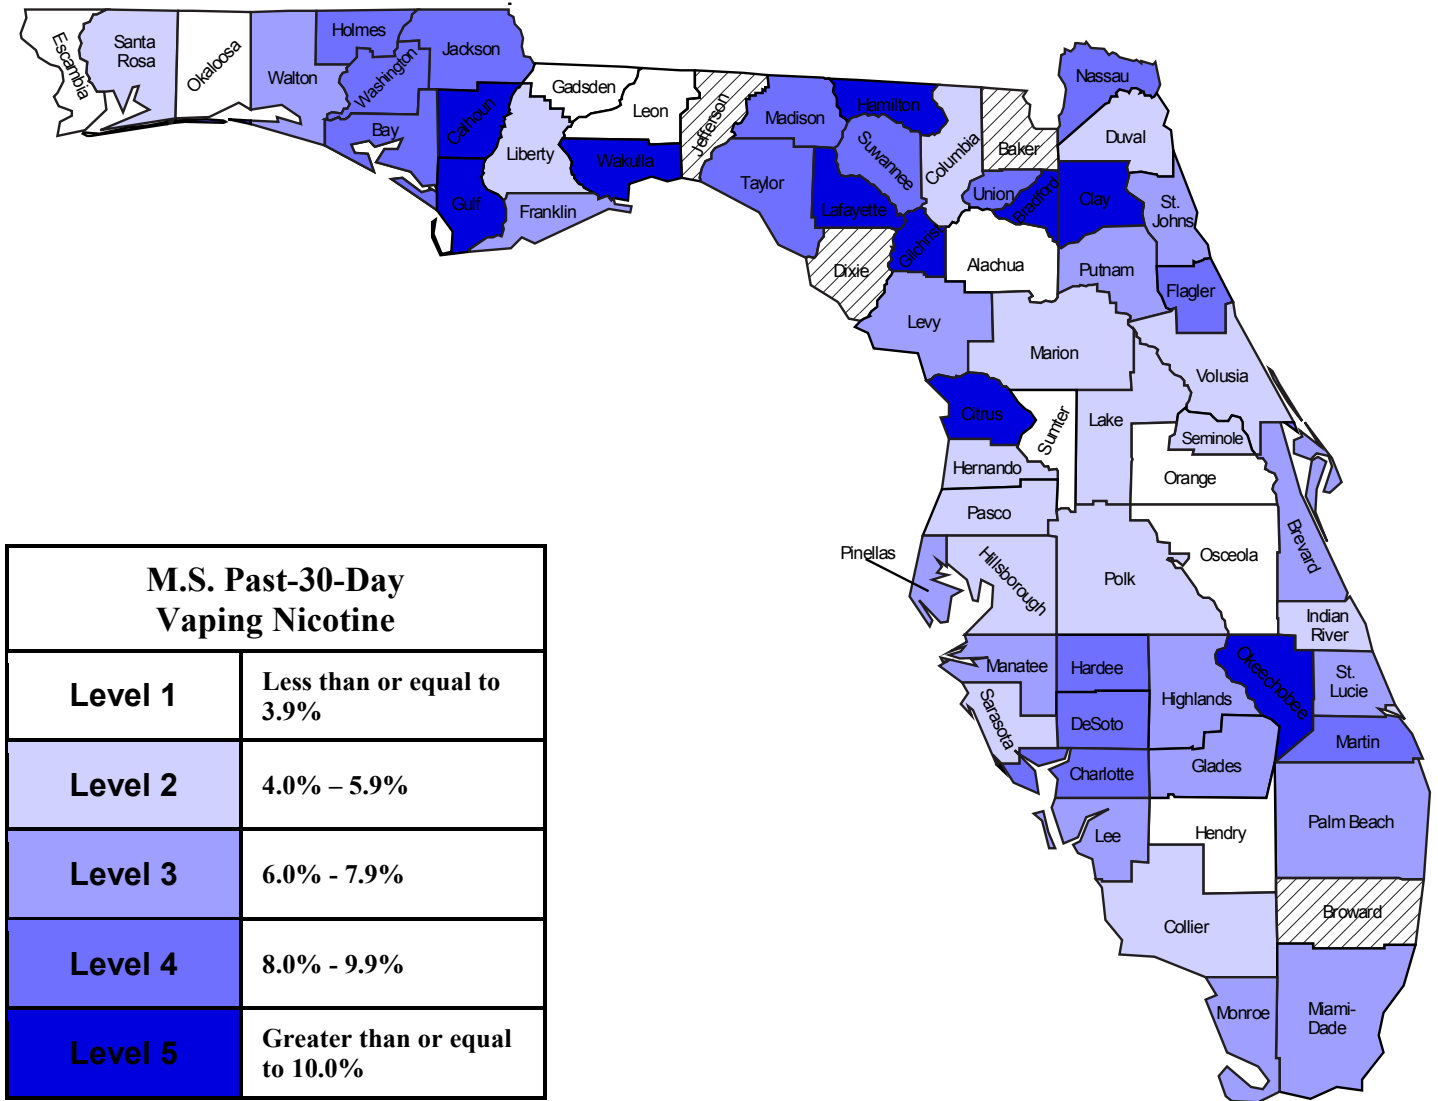 Escambia
Santa
Rosa
Okaloosa
Walton
Holmes
Washington
Jackson
Bay
Calhoun
Gulf
Liberty
Gadsden
Leon
Wakulla
Franklin
Jefferson
Madison
Taylor
Hamilton
Suwannee
Lafayette
Dixie
Columbia
Gilchrist
Baker
Union
Bradford
Alachua
Nassau
Duval
Clay
St.
Johns
Putnam
Flagler
Levy
Marion
Volusia
Citrus
Sumter
Lake
Seminole
Orange
Hernando
Pasco
Pinellas
Hillsborough
Polk
Osceola
Brevard
Indian
River
Manatee
Hardee
Highlands
Okeechobee
St.
Lucie
Sarasota
DeSoto
Martin
Charlotte
Glades
Lee
Hendry
Palm Beach
Collier
Broward
Monroe
Miami-
Dade
M.S. Past-30-Day
Vaping Nicotine
Level 1
Less than or equal to
3.9%
Level 2
4.0% – 5.9%
Level 3
6.0% - 7.9%
Level 4
8.0% - 9.9%
Level 5
Greater than or equal
to 10.0%